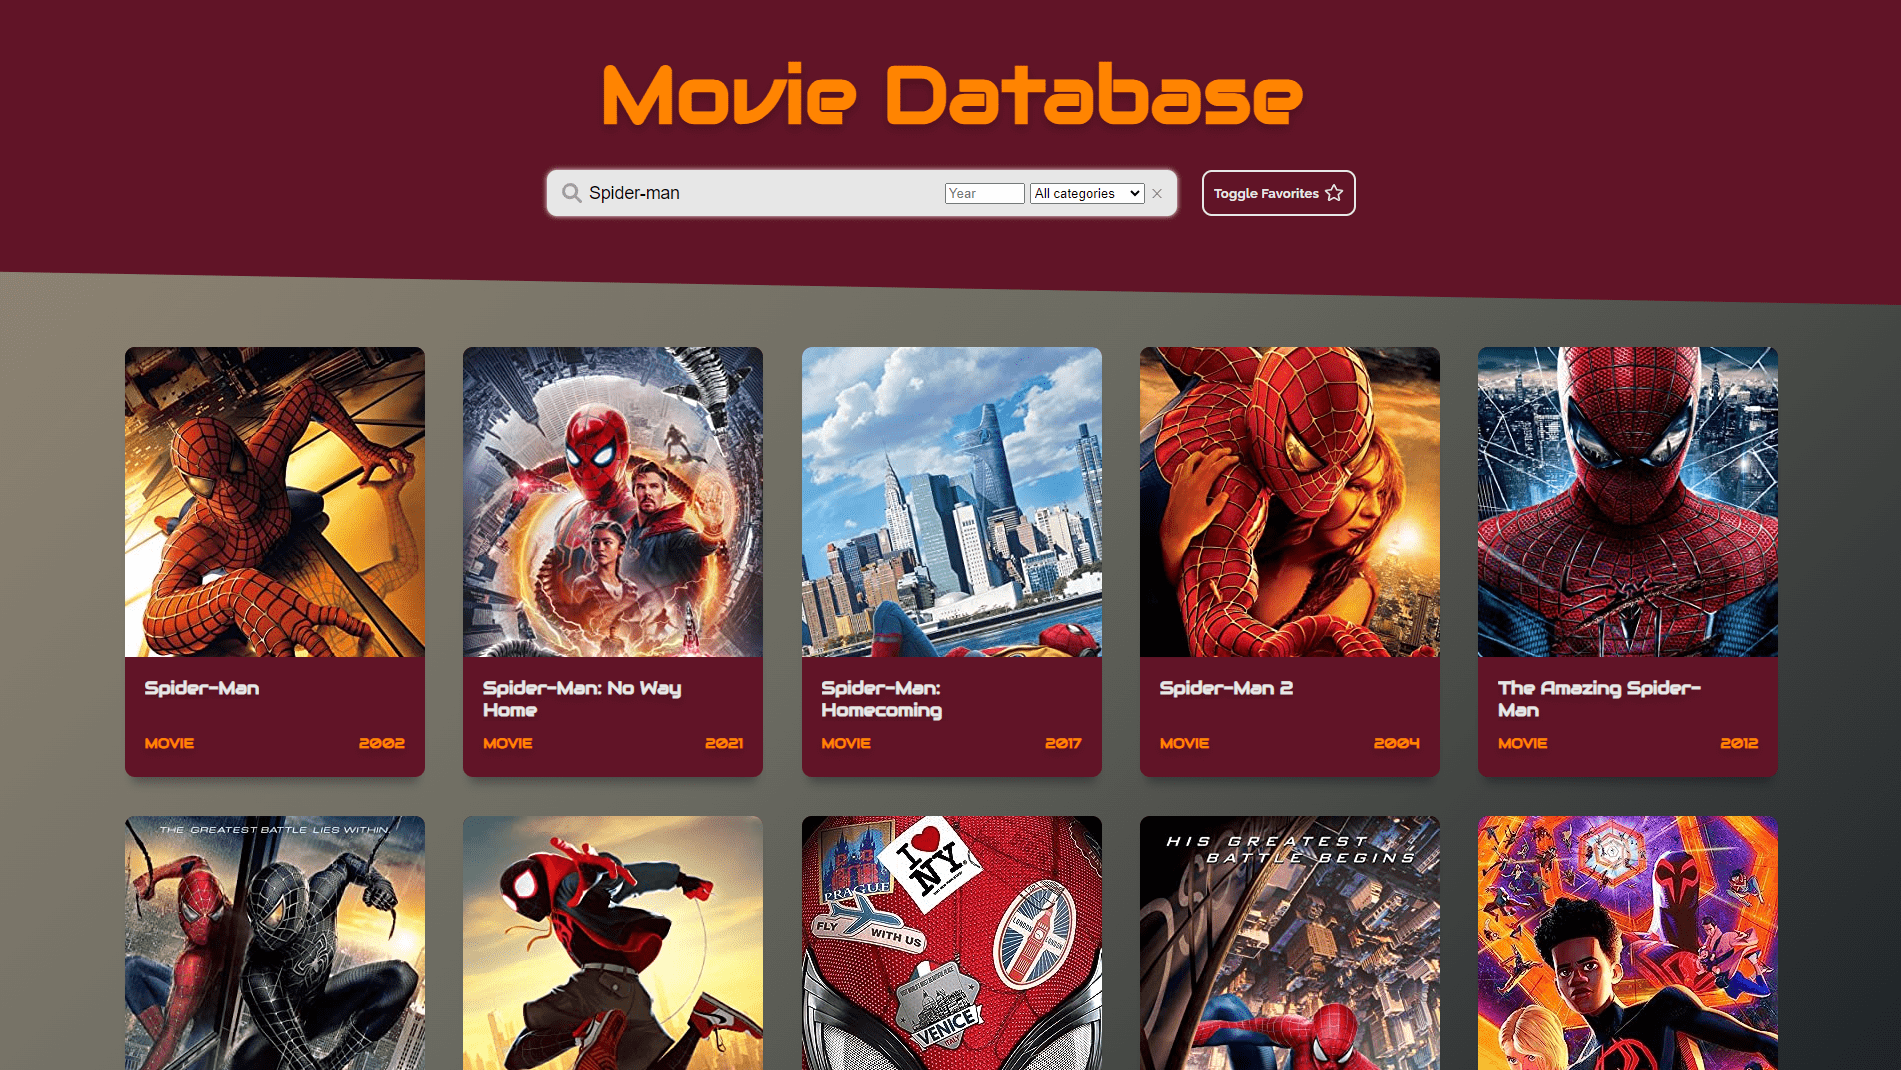 Movie Database
Spider-man
Year
All categories
Toggle Favorites
Spider-Man
MOVIE 2002
Spider-Man: No Way
Home
MOVIE 2021
Spider-Man:
Homecoming
MOVIE 2017
Spider-Man 2
MOVIE 2004
The Amazing Spider-
Man
MOVIE 2012
THE GREATEST BATTLE LIES WITHIN.
PRAGUE
I
NY
FLY WITH US
LONDON LONDON
VENICE
HIS GREATEST
BATTLE BEGINS